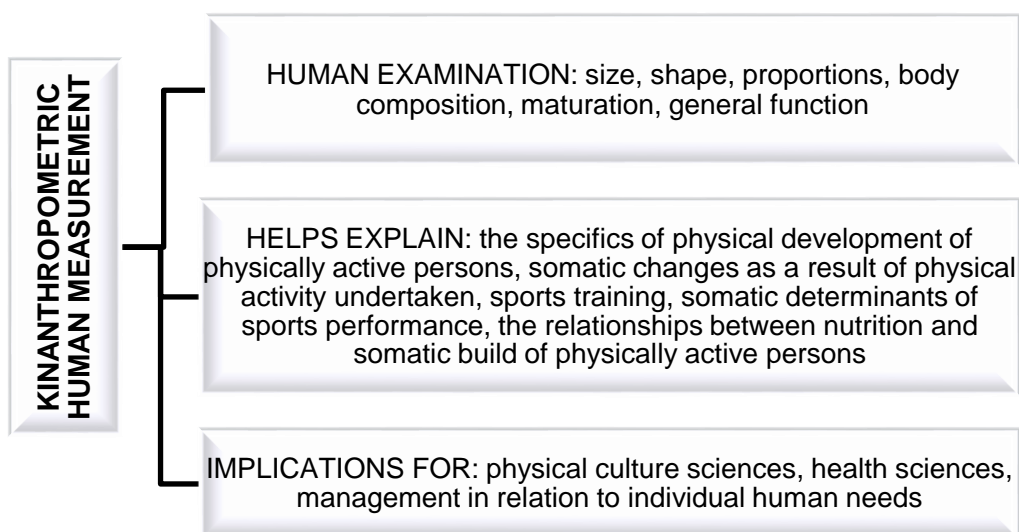 KINANTHROPOMETRIC
HUMAN MEASUREMENT
HUMAN EXAMINATION: size, shape, proportions, body
composition, maturation, general function
HELPS EXPLAIN: the specifics of physical development of
physically active persons, somatic changes as a result of physical
activity undertaken, sports training, somatic determinants of
sports performance, the relationships between nutrition and
somatic build of physically active persons
IMPLICATIONS FOR: physical culture sciences, health sciences,
management in relation to individual human needs